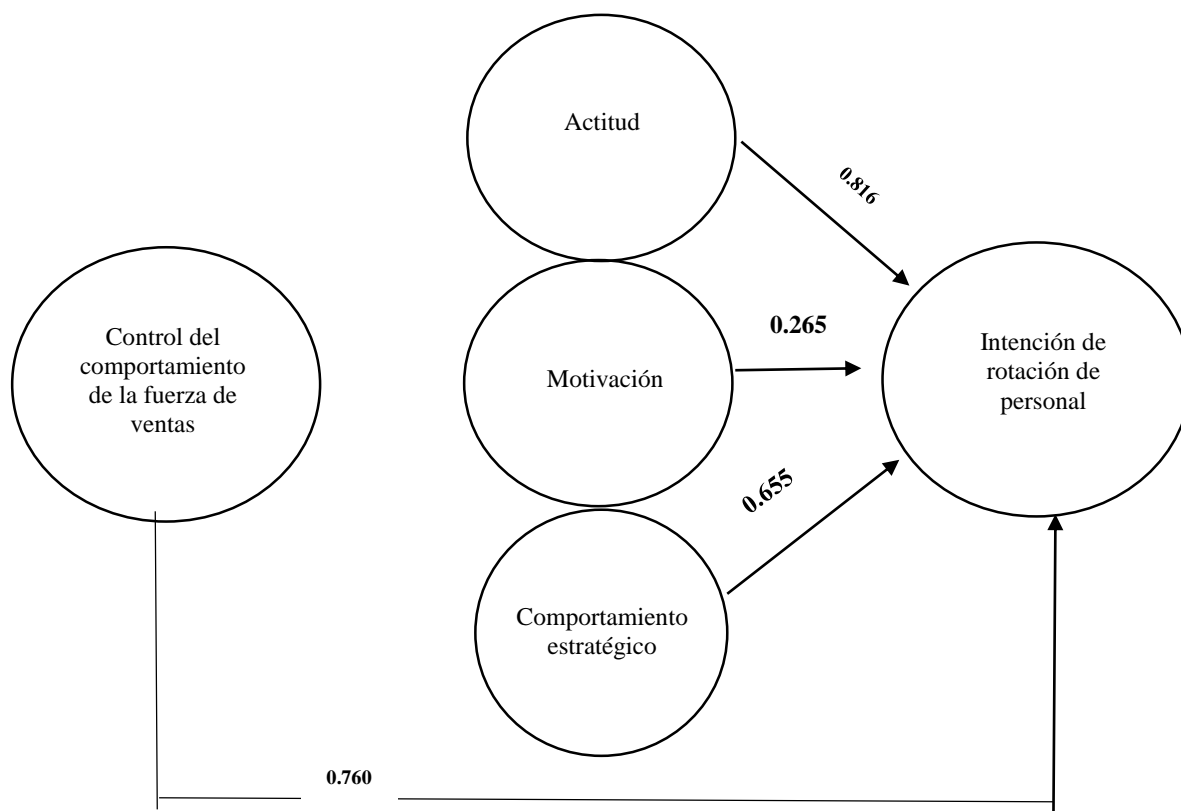 Actitud
0.816
Control del
comportamiento
de la fuerza de
ventas
Motivación
0.265
Intención de
rotación de
personal
0.655
Comportamiento
estratégico
0.760